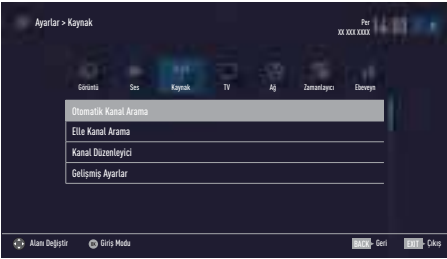 Ayarlar > Kaynak
Per
XX XXX XXXX
Görüntü Ses Kaynak TV Ağ Zamanlayıcı Ebeveyn
Otomatik Kanal Arama
Elle Kanal Arama
Kanal Düzenleyici
Gelişmiş Ayarlar
Alanı Değiştir OK Giriş Modu BACK - Geri EXIT - Çıkış